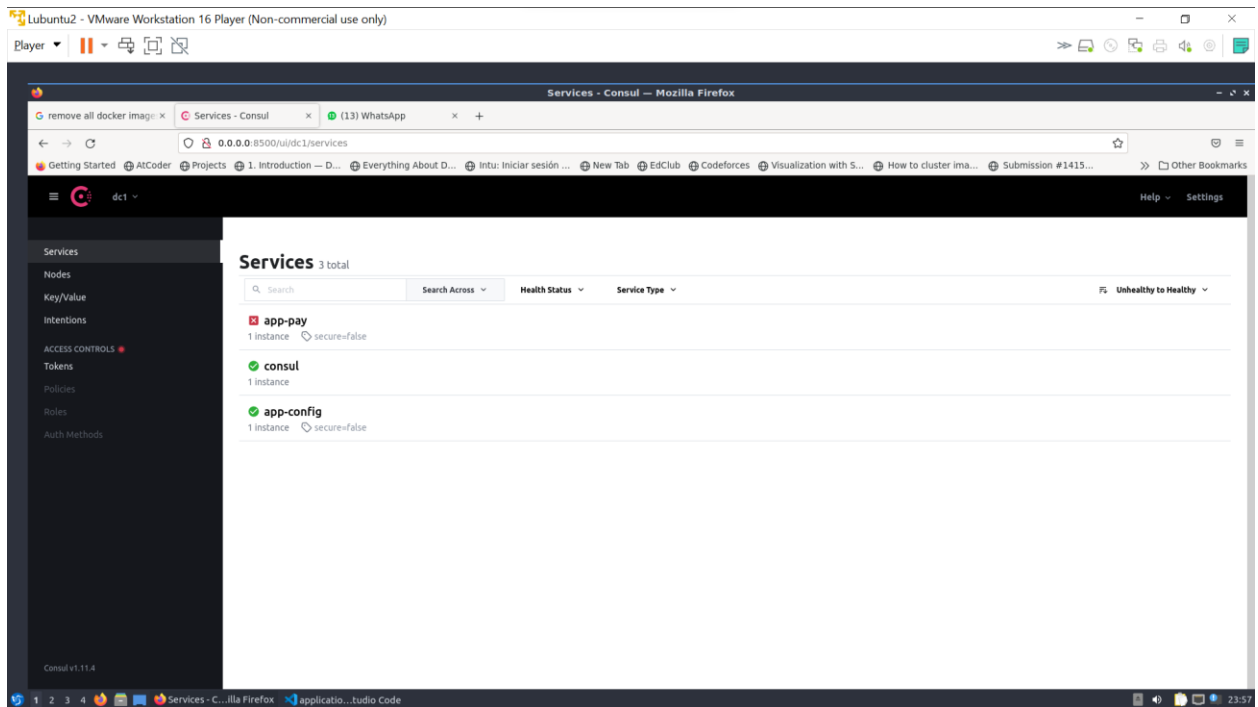 Lubuntu2 - VMware Workstation 16 Player (Non-commercial use only)
Player
Services - Consul — Mozilla Firefox
remove all docker image
Services - Consul
(13) WhatsApp
0.0.0.0:8500/ui/dc1/services
Getting Started AtCoder Projects 1. Introduction — D... Everything About D... Intu: Iniciar sesión ... New Tab EdClub Codeforces Visualization with S... How to cluster ima... Submission #1415... Other Bookmarks
dc1
Help Settings
Services
Nodes
Key/Value
Intentions
ACCESS CONTROLS
Tokens
Policies
Roles
Auth Methods
Consul v1.11.4
Services 3 total
Search Search Across Health Status Service Type Unhealthy to Healthy
app-pay
1 instance secure=false
consul
1 instance
app-config
1 instance secure=false
1 2 3 4 Services - C...illa Firefox applicatio...tudio Code 23:57